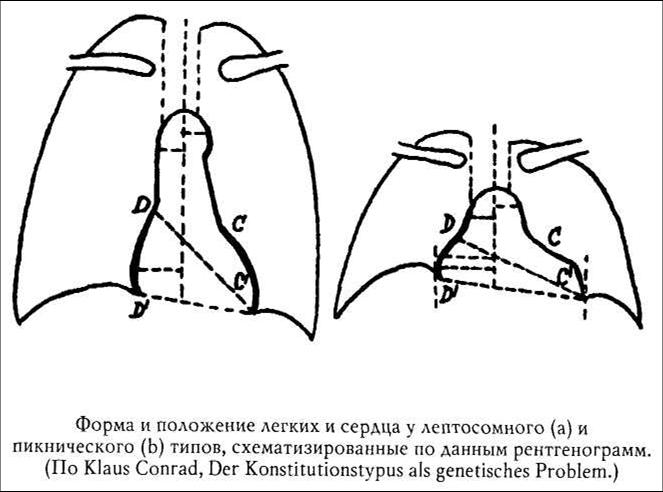 D C D' C'
D C D' C'
Форма и положение легких и сердца у лептосомного (a) и
пикнического (b) типов, схематизированные по данным рентгенограмм.
(По Klaus Conrad, Der Konstitutionstypus als genetisches Problem.)